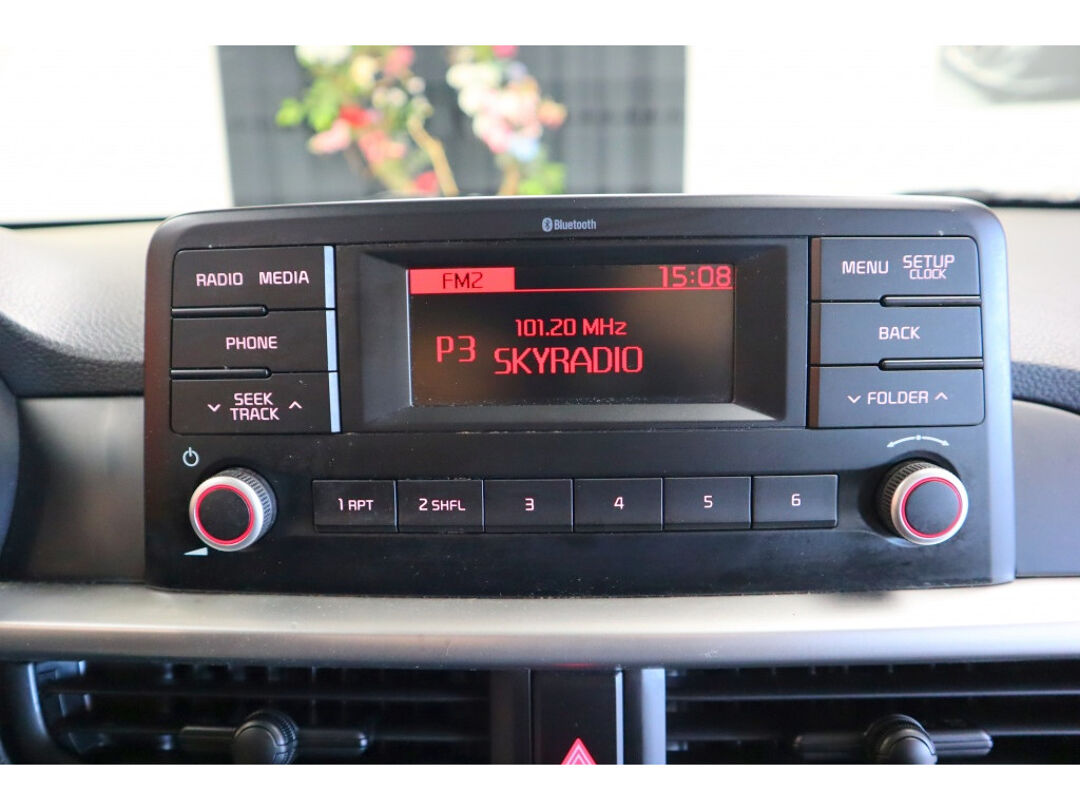 Bluetooth
RADIO MEDIA
PHONE
SEEK
TRACK
FM2 15:08
101.20 MHz
P3 SKYRADIO
MENU SETUP
CLOCK
BACK
FOLDER
1 RPT 2 SHFL 3 4 5 6